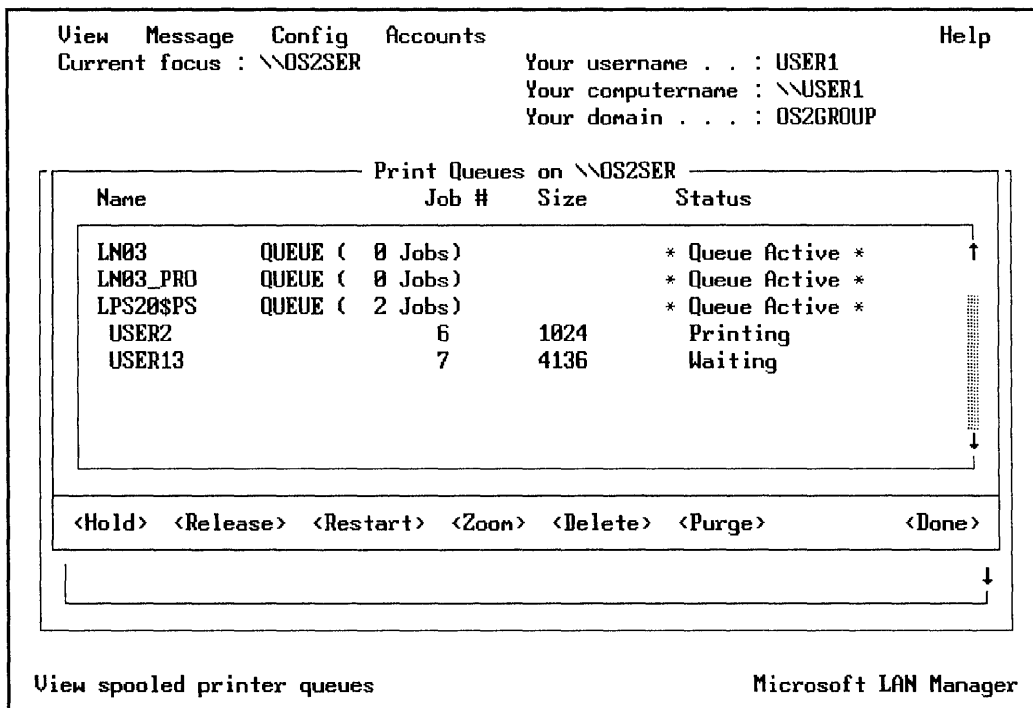 View Message Config Accounts Help
Current focus : \\OS2SER Your username . . : USER1
Your computername : \\USER1
Your domain . . . : OS2GROUP
Print Queues on \\OS2SER
Name Job # Size Status
LN03 QUEUE ( 0 Jobs) * Queue Active *
LN03_PRO QUEUE ( 0 Jobs) * Queue Active *
LPS20$PS QUEUE ( 2 Jobs) * Queue Active *
USER2 6 1024 Printing
USER13 7 4136 Waiting
<Hold> <Release> <Restart> <Zoom> <Delete> <Purge> <Done>
View spooled printer queues Microsoft LAN Manager